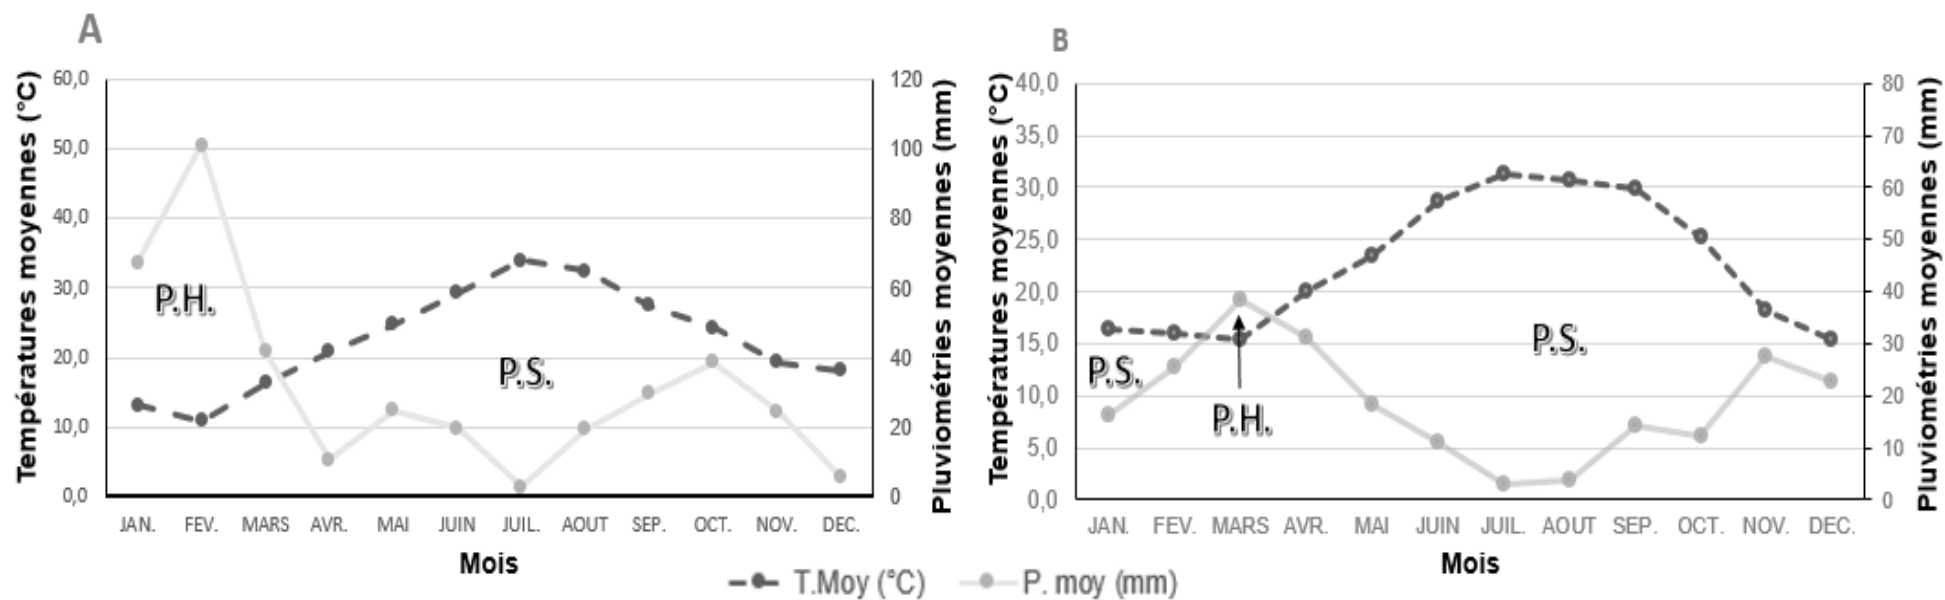 A
Températures moyennes (°C)
60,0
50,0
40,0
30,0
20,0
10,0
0,0
120
100
80
60
40
20
0
Pluviométries moyennes (mm)
P.H.
P.S.
JAN. FEV. MARS AVR. MAI JUIN JUIL. AOUT SEP. OCT. NOV. DEC.
Mois
B
Températures moyennes (°C)
40,0
35,0
30,0
25,0
20,0
15,0
10,0
5,0
0,0
80
70
60
50
40
30
20
10
0
Pluviométries moyennes (mm)
P.S.
P.H.
P.S.
JAN. FEV. MARS AVR. MAI JUIN JUIL. AOUT SEP. OCT. NOV. DEC.
Mois
T.Moy (°C) P. moy (mm)